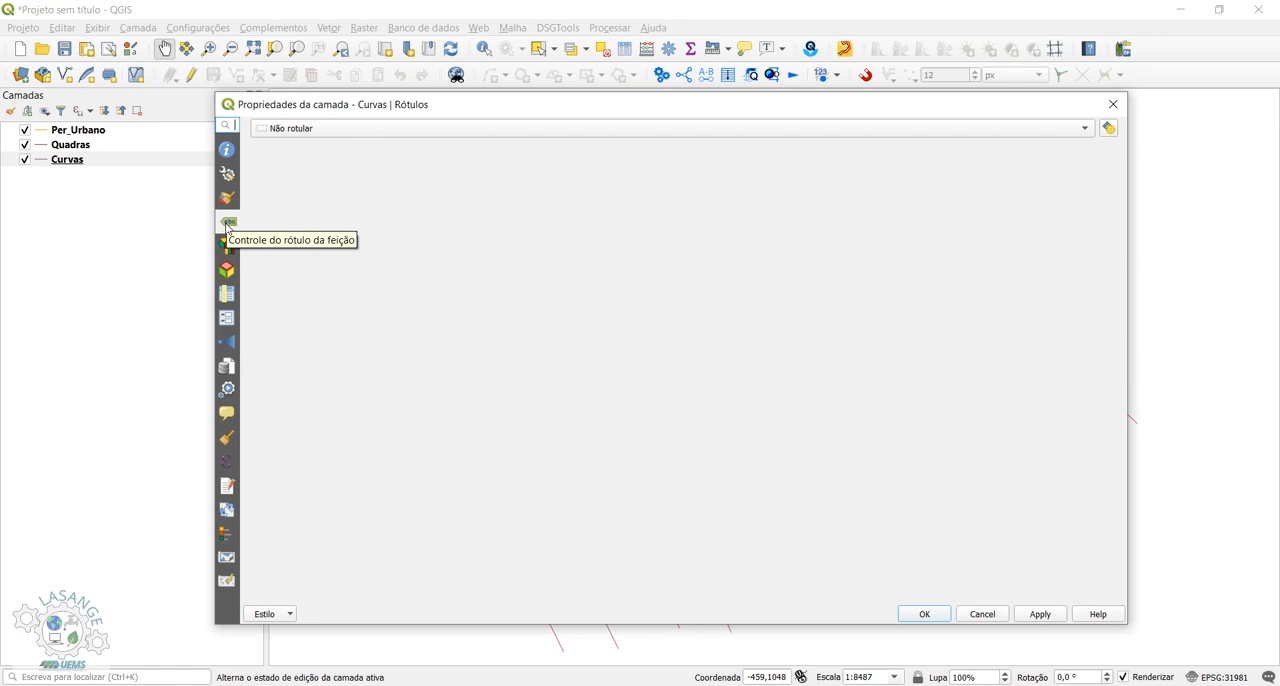 *Projeto sem título - QGIS
Projeto Editar Exibir Camada Configurações Complementos Vetor Raster Banco de dados Web Malha DSGTools Processar Ajuda
12 px
Camadas
Per_Urbano
Quadras
Curvas
Propriedades da camada - Curvas | Rótulos
Não rotular
abc
Controle do rótulo da feição
Estilo
OK Cancel Apply Help
LASANGE
UEMS
Escreva para localizar (Ctrl+K)
Alterna o estado de edição da camada ativa
Coordenada -459,1048 Escala 1:8487 Lupa 100% Rotação 0,0 ° Renderizar EPSG:31981